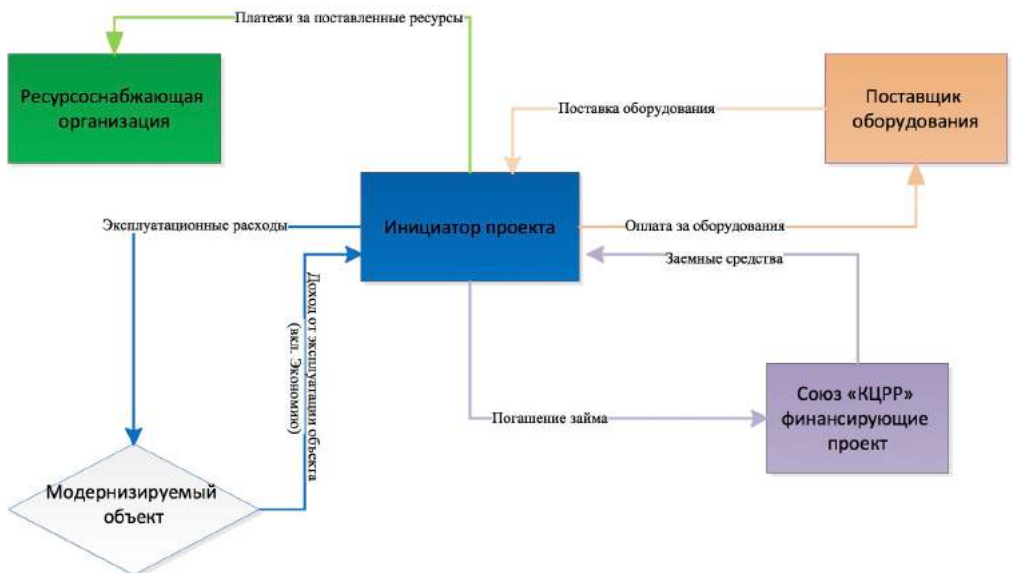 Платежи за поставленные ресурсы
Ресурсоснабжающая
организация
Поставка оборудования
Поставщик
оборудования
Эксплуатационные расходы
Инициатор проекта
Оплата за оборудования
Заемные средства
Доход от эксплуатации объекта
(вкл. Экономию)
Погашение займа
Союз «КЦРР»
финансирующие
проект
Модернизируемый
объект